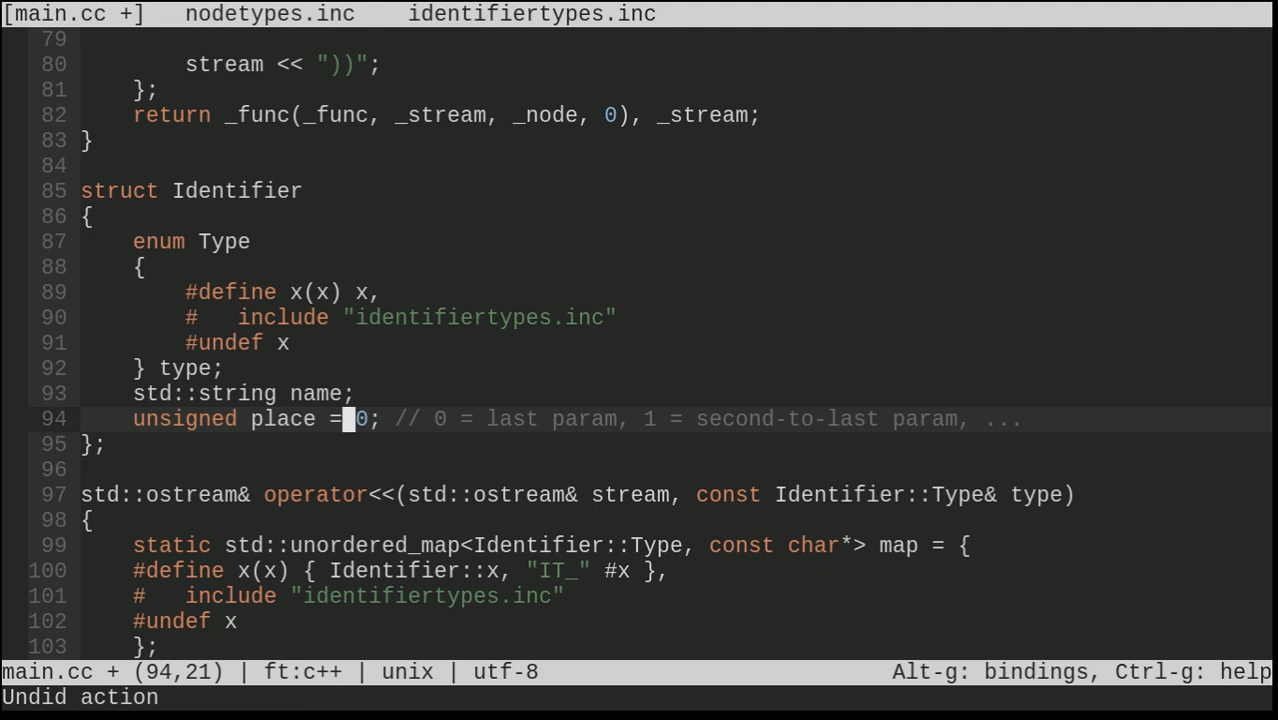 [main.cc +]   nodetypes.inc    identifiertypes.inc
79
80         stream << "))";
81     };
82     return _func(_func, _stream, _node, 0), _stream;
83 }
84
85 struct Identifier
86 {
87     enum Type
88     {
89         #define x(x) x,
90         #   include "identifiertypes.inc"
91         #undef x
92     } type;
93     std::string name;
94     unsigned place = 0; // 0 = last param, 1 = second-to-last param, ...
95 };
96
97 std::ostream& operator<<(std::ostream& stream, const Identifier::Type& type)
98 {
99     static std::unordered_map<Identifier::Type, const char*> map = {
100     #define x(x) { Identifier::x, "IT_" #x },
101     #   include "identifiertypes.inc"
102     #undef x
103     };
main.cc + (94,21) | ft:c++ | unix | utf-8    Alt-g: bindings, Ctrl-g: help
Undid action